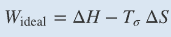 W_ideal = ΔH − T_σ ΔS